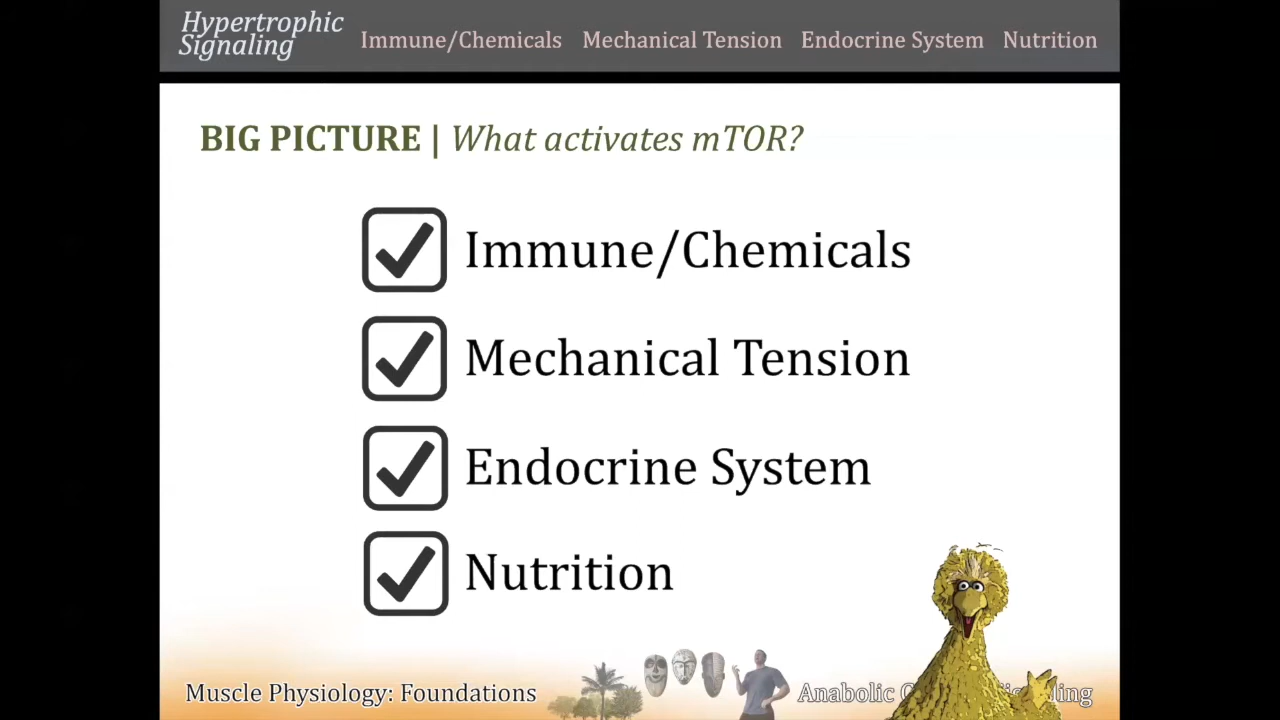 Hypertrophic
Signaling
Immune/Chemicals Mechanical Tension Endocrine System Nutrition
BIG PICTURE | What activates mTOR?
Immune/Chemicals
Mechanical Tension
Endocrine System
Nutrition
Muscle Physiology: Foundations
Anabolic